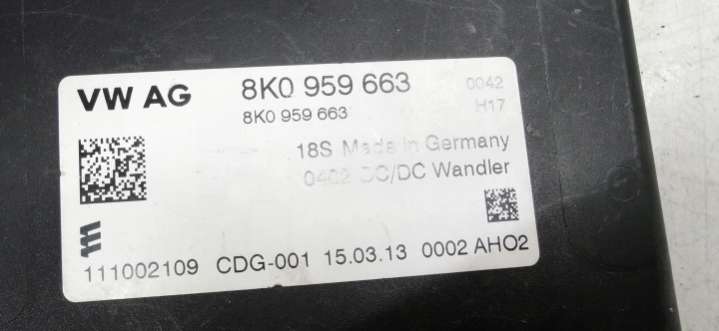 VW AG 8K0 959 663 0042
8K0 959 663 H17
18S Made in Germany
0402 DC/DC Wandler
111002109 CDG-001 15.03.13 0002 AHO2